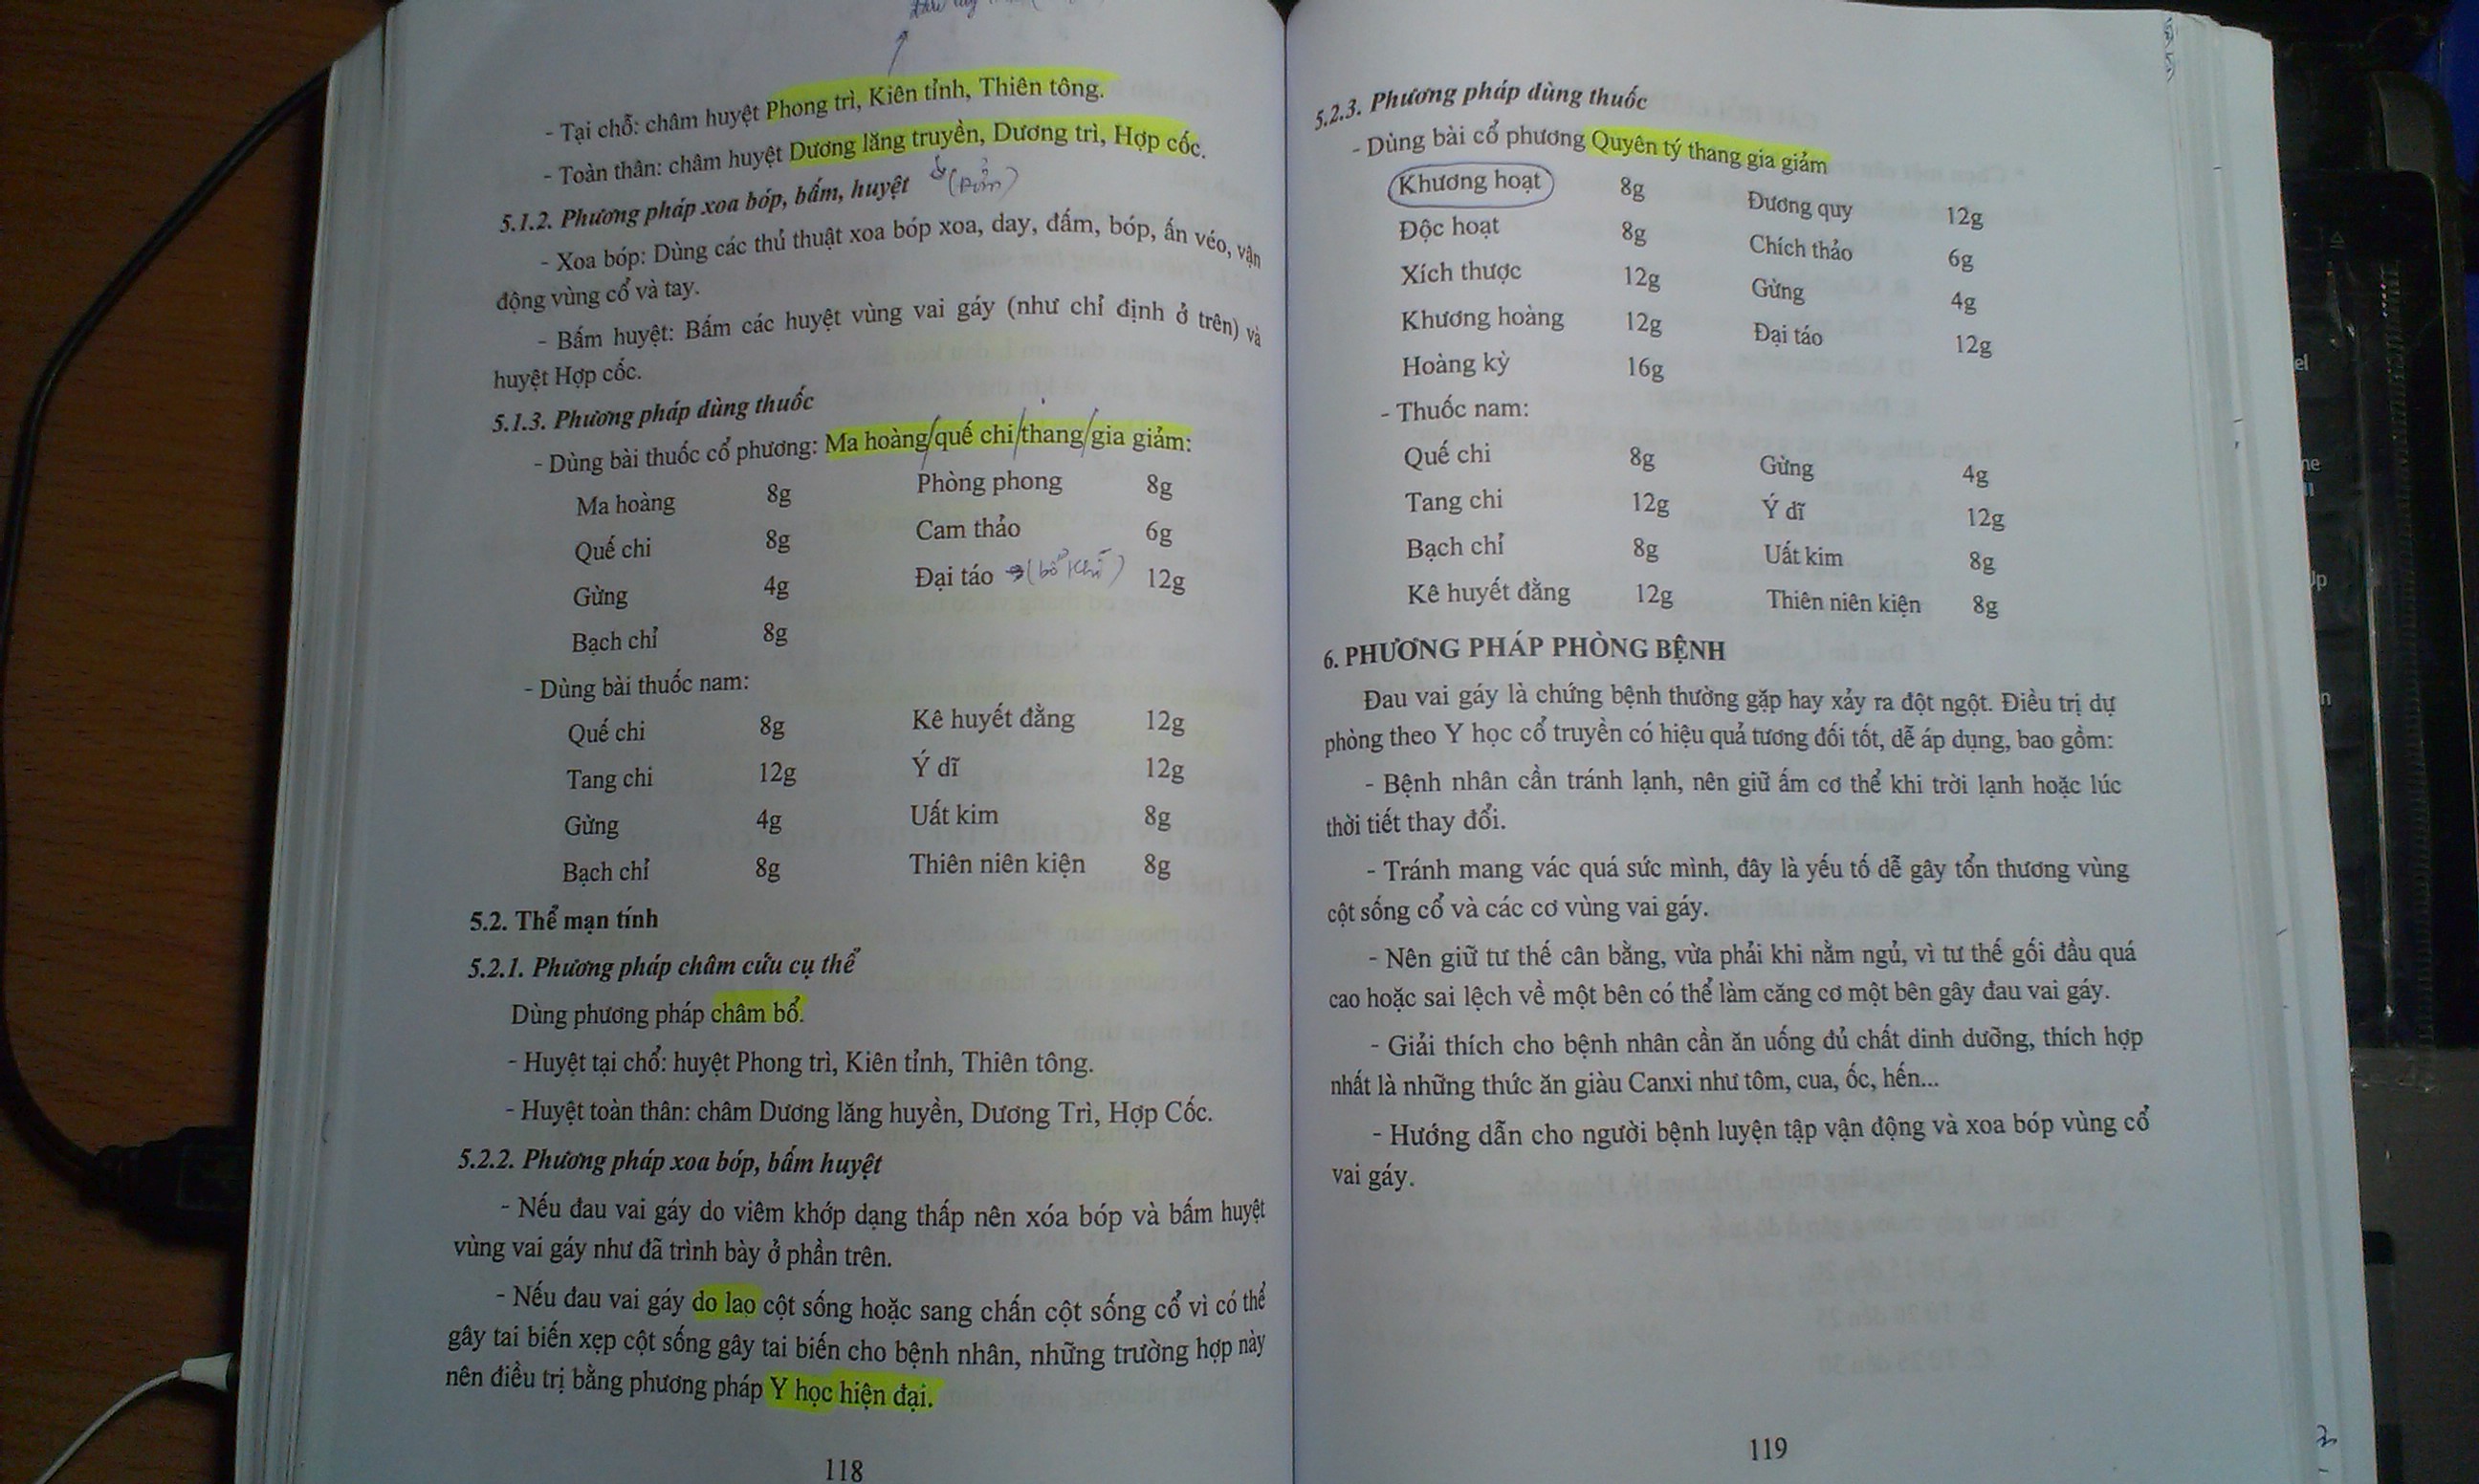 - Tại chỗ: châm huyệt Phong trì, Kiên tỉnh, Thiên tông.
- Toàn thân: châm huyệt Dương lăng truyền, Dương trì, Hợp cốc.
5.1.2. Phương pháp xoa bóp, bấm, huyệt
- Xoa bóp: Dùng các thủ thuật xoa bóp xoa, day, đấm, bóp, ấn véo, vận
động vùng cổ và tay.
- Bấm huyệt: Bấm các huyệt vùng vai gáy (như chỉ định ở trên) và
huyệt Hợp cốc.
5.1.3. Phương pháp dùng thuốc
- Dùng bài thuốc cổ phương: Ma hoàng/quế chi/thang/gia giảm:
Ma hoàng 8g Phòng phong 8g
Quế chi 8g Cam thảo 6g
Gừng 4g Đại táo → (bổ khí) 12g
Bạch chỉ 8g
- Dùng bài thuốc nam:
Quế chi 8g Kê huyết đằng 12g
Tang chi 12g Ý dĩ 12g
Gừng 4g Uất kim 8g
Bạch chỉ 8g Thiên niên kiện 8g
5.2. Thể mạn tính
5.2.1. Phương pháp châm cứu cụ thể
Dùng phương pháp châm bổ.
- Huyệt tại chỗ: huyệt Phong trì, Kiên tỉnh, Thiên tông.
- Huyệt toàn thân: châm Dương lăng huyền, Dương Trì, Hợp Cốc.
5.2.2. Phương pháp xoa bóp, bấm huyệt
- Nếu đau vai gáy do viêm khớp dạng thấp nên xóa bóp và bấm huyệt
vùng vai gáy như đã trình bày ở phần trên.
- Nếu đau vai gáy do lao cột sống hoặc sang chấn cột sống cổ vì có thể
gây tai biến xẹp cột sống gây tai biến cho bệnh nhân, những trường hợp này
nên điều trị bằng phương pháp Y học hiện đại.
118
5.2.3. Phương pháp dùng thuốc
- Dùng bài cổ phương Quyên tý thang gia giảm
Khương hoạt 8g Đương quy 12g
Độc hoạt 8g Chích thảo 6g
Xích thược 12g Gừng 4g
Khương hoàng 12g Đại táo 12g
Hoàng kỳ 16g
- Thuốc nam:
Quế chi 8g Gừng 4g
Tang chi 12g Ý dĩ 12g
Bạch chỉ 8g Uất kim 8g
Kê huyết đằng 12g Thiên niên kiện 8g
6. PHƯƠNG PHÁP PHÒNG BỆNH
Đau vai gáy là chứng bệnh thường gặp hay xảy ra đột ngột. Điều trị dự
phòng theo Y học cổ truyền có hiệu quả tương đối tốt, dễ áp dụng, bao gồm:
- Bệnh nhân cần tránh lạnh, nên giữ ấm cơ thể khi trời lạnh hoặc lúc
thời tiết thay đổi.
- Tránh mang vác quá sức mình, đây là yếu tố dễ gây tổn thương vùng
cột sống cổ và các cơ vùng vai gáy.
- Nên giữ tư thế cân bằng, vừa phải khi nằm ngủ, vì tư thế gối đầu quá
cao hoặc sai lệch về một bên có thể làm căng cơ một bên gây đau vai gáy.
- Giải thích cho bệnh nhân cần ăn uống đủ chất dinh dưỡng, thích hợp
nhất là những thức ăn giàu Canxi như tôm, cua, ốc, hến...
- Hướng dẫn cho người bệnh luyện tập vận động và xoa bóp vùng cổ
vai gáy.
119